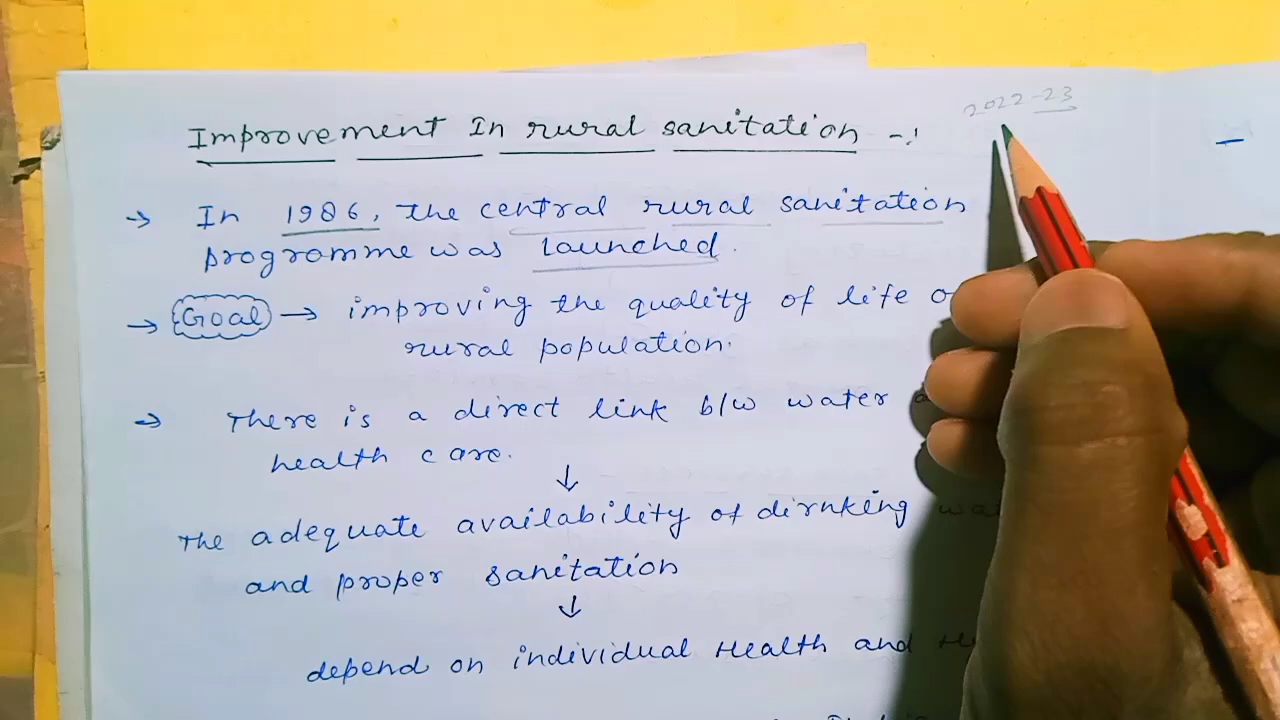 2022-23
Improvement In rural sanitation -:
→ In 1986, the central rural sanitation
programme was launched.
→ Goal → improving the quality of life
rural population.
→ There is a direct link b/w water
health care.
↓
The adequate availability of dirnking
and proper sanitation
↓
depend on individual Health and